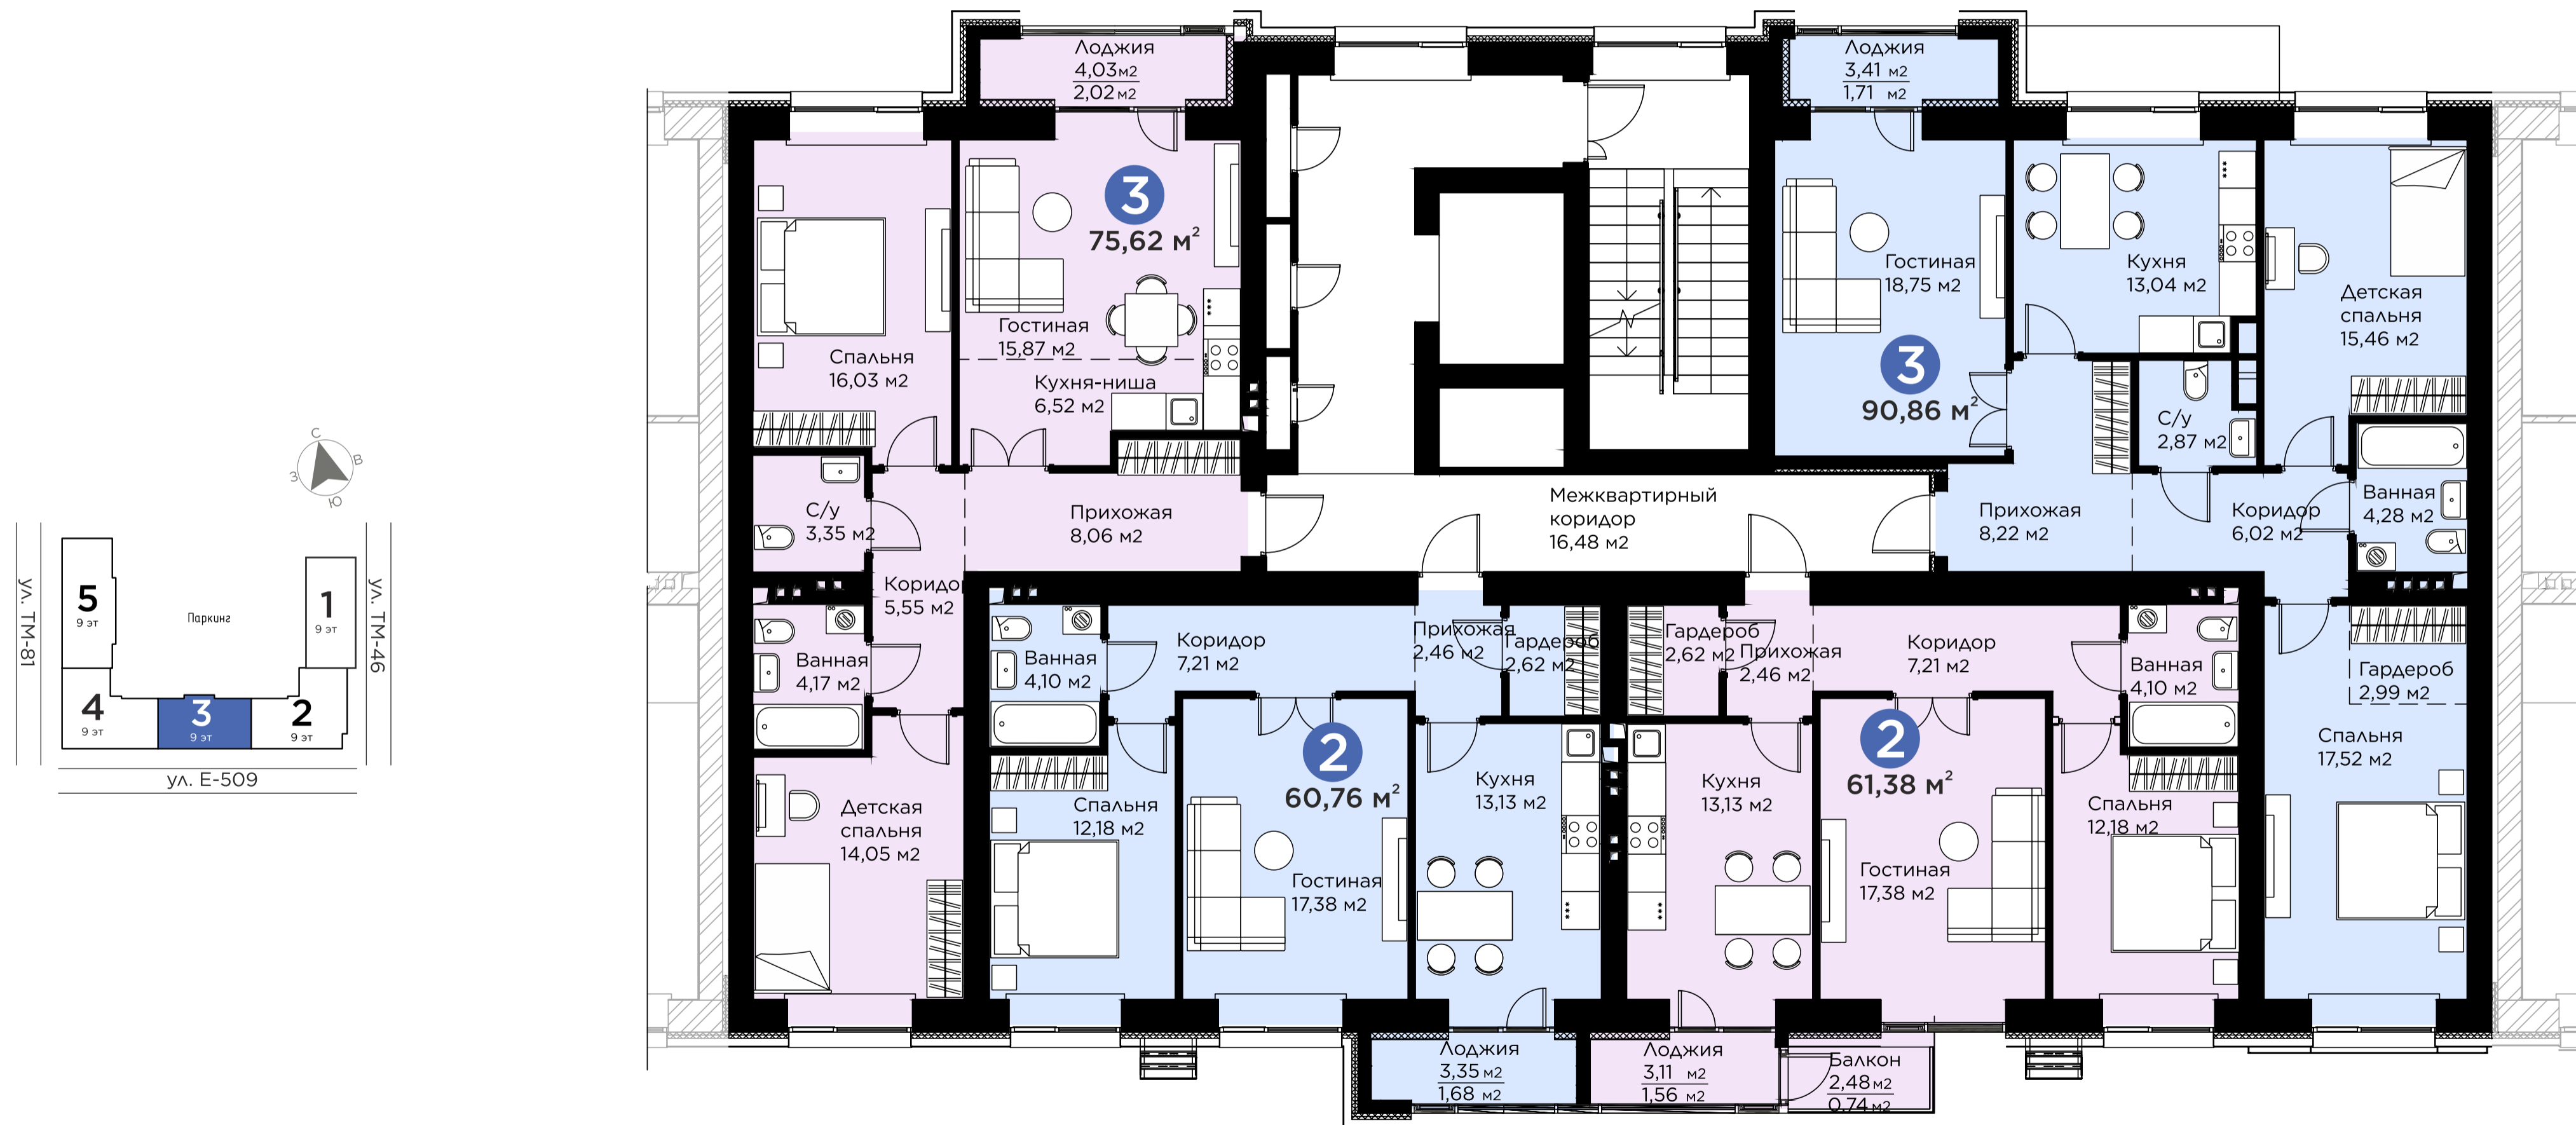 С
В
З
Ю
ул. ТМ-81
5
9 эт
Паркинг
1
9 эт
ул. ТМ-46
4
9 эт
3
9 эт
2
9 эт
ул. Е-509
Лоджия
4,03 м2
2,02 м2
3
75,62 м²
Гостиная
15,87 м2
Кухня-ниша
6,52 м2
Спальня
16,03 м2
С/у
3,35 м2
Прихожая
8,06 м2
Коридор
5,55 м2
Ванная
4,17 м2
Детская
спальня
14,05 м2
Межквартирный
коридор
16,48 м2
Лоджия
3,41 м2
1,71 м2
Гостиная
18,75 м2
3
90,86 м²
Кухня
13,04 м2
Детская
спальня
15,46 м2
С/у
2,87 м2
Прихожая
8,22 м2
Коридор
6,02 м2
Ванная
4,28 м2
Гардероб
2,99 м2
Спальня
17,52 м2
Ванная
4,10 м2
Коридор
7,21 м2
Прихожая
2,46 м2
Гардероб
2,62 м2
Спальня
12,18 м2
2
60,76 м²
Гостиная
17,38 м2
Кухня
13,13 м2
Лоджия
3,35 м2
1,68 м2
Гардероб
2,62 м2
Прихожая
2,46 м2
Коридор
7,21 м2
Ванная
4,10 м2
Кухня
13,13 м2
2
61,38 м²
Гостиная
17,38 м2
Спальня
12,18 м2
Лоджия
3,11 м2
1,56 м2
Балкон
2,48 м2
0,74 м2